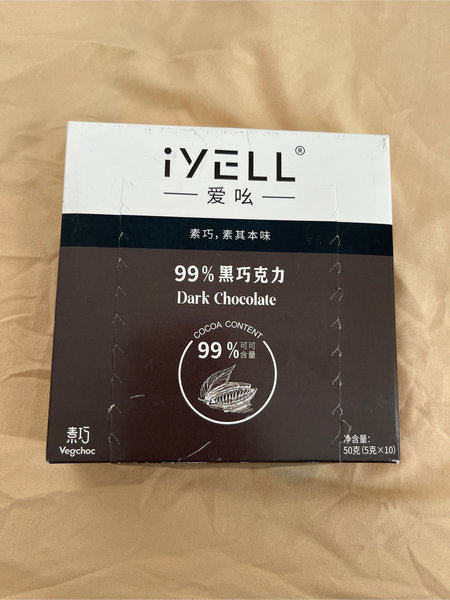 iYELL®
爱吆
素巧，素其本味
99%黑巧克力
Dark Chocolate
COCOA CONTENT
99%可可含量
素巧
Vegchoc
净含量：
50克(5克×10)